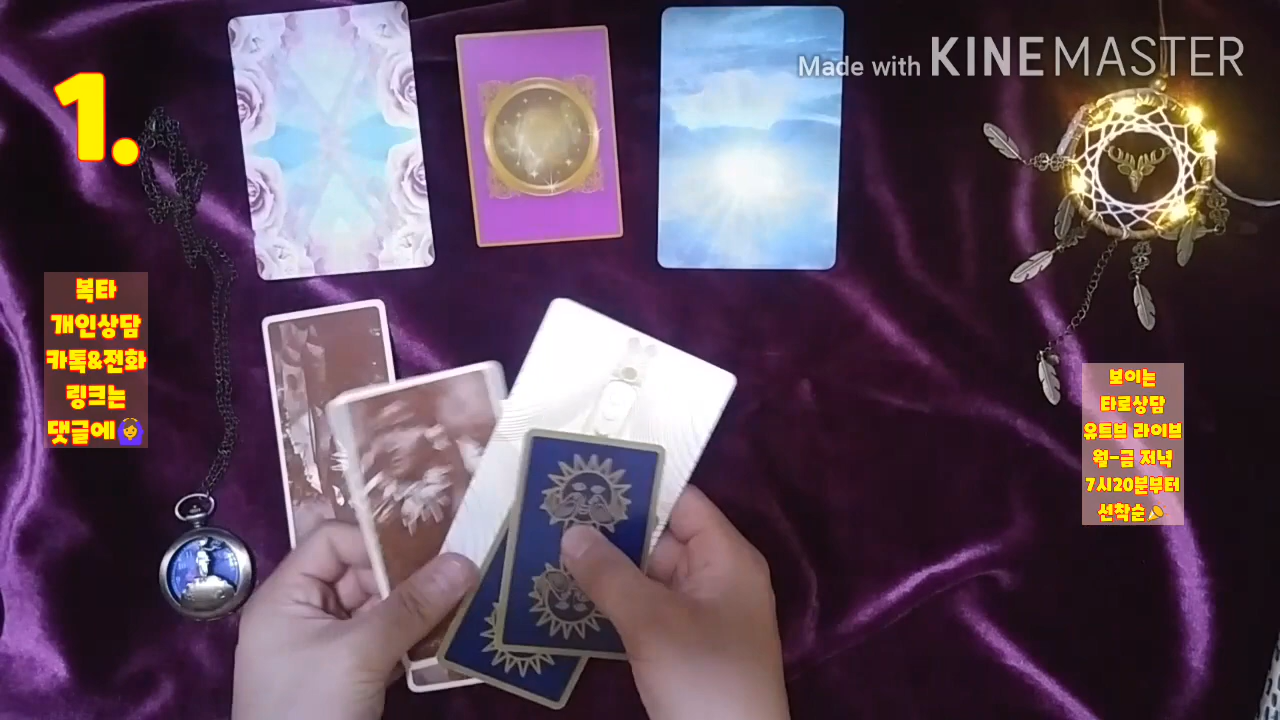 Made with KINEMASTER
1.
복타
개인상담
카톡&전화
링크는
댓글에🙆‍♀️
보이는
타로상담
유트브 라이브
월-금 저녁
7시20분부터
선착순